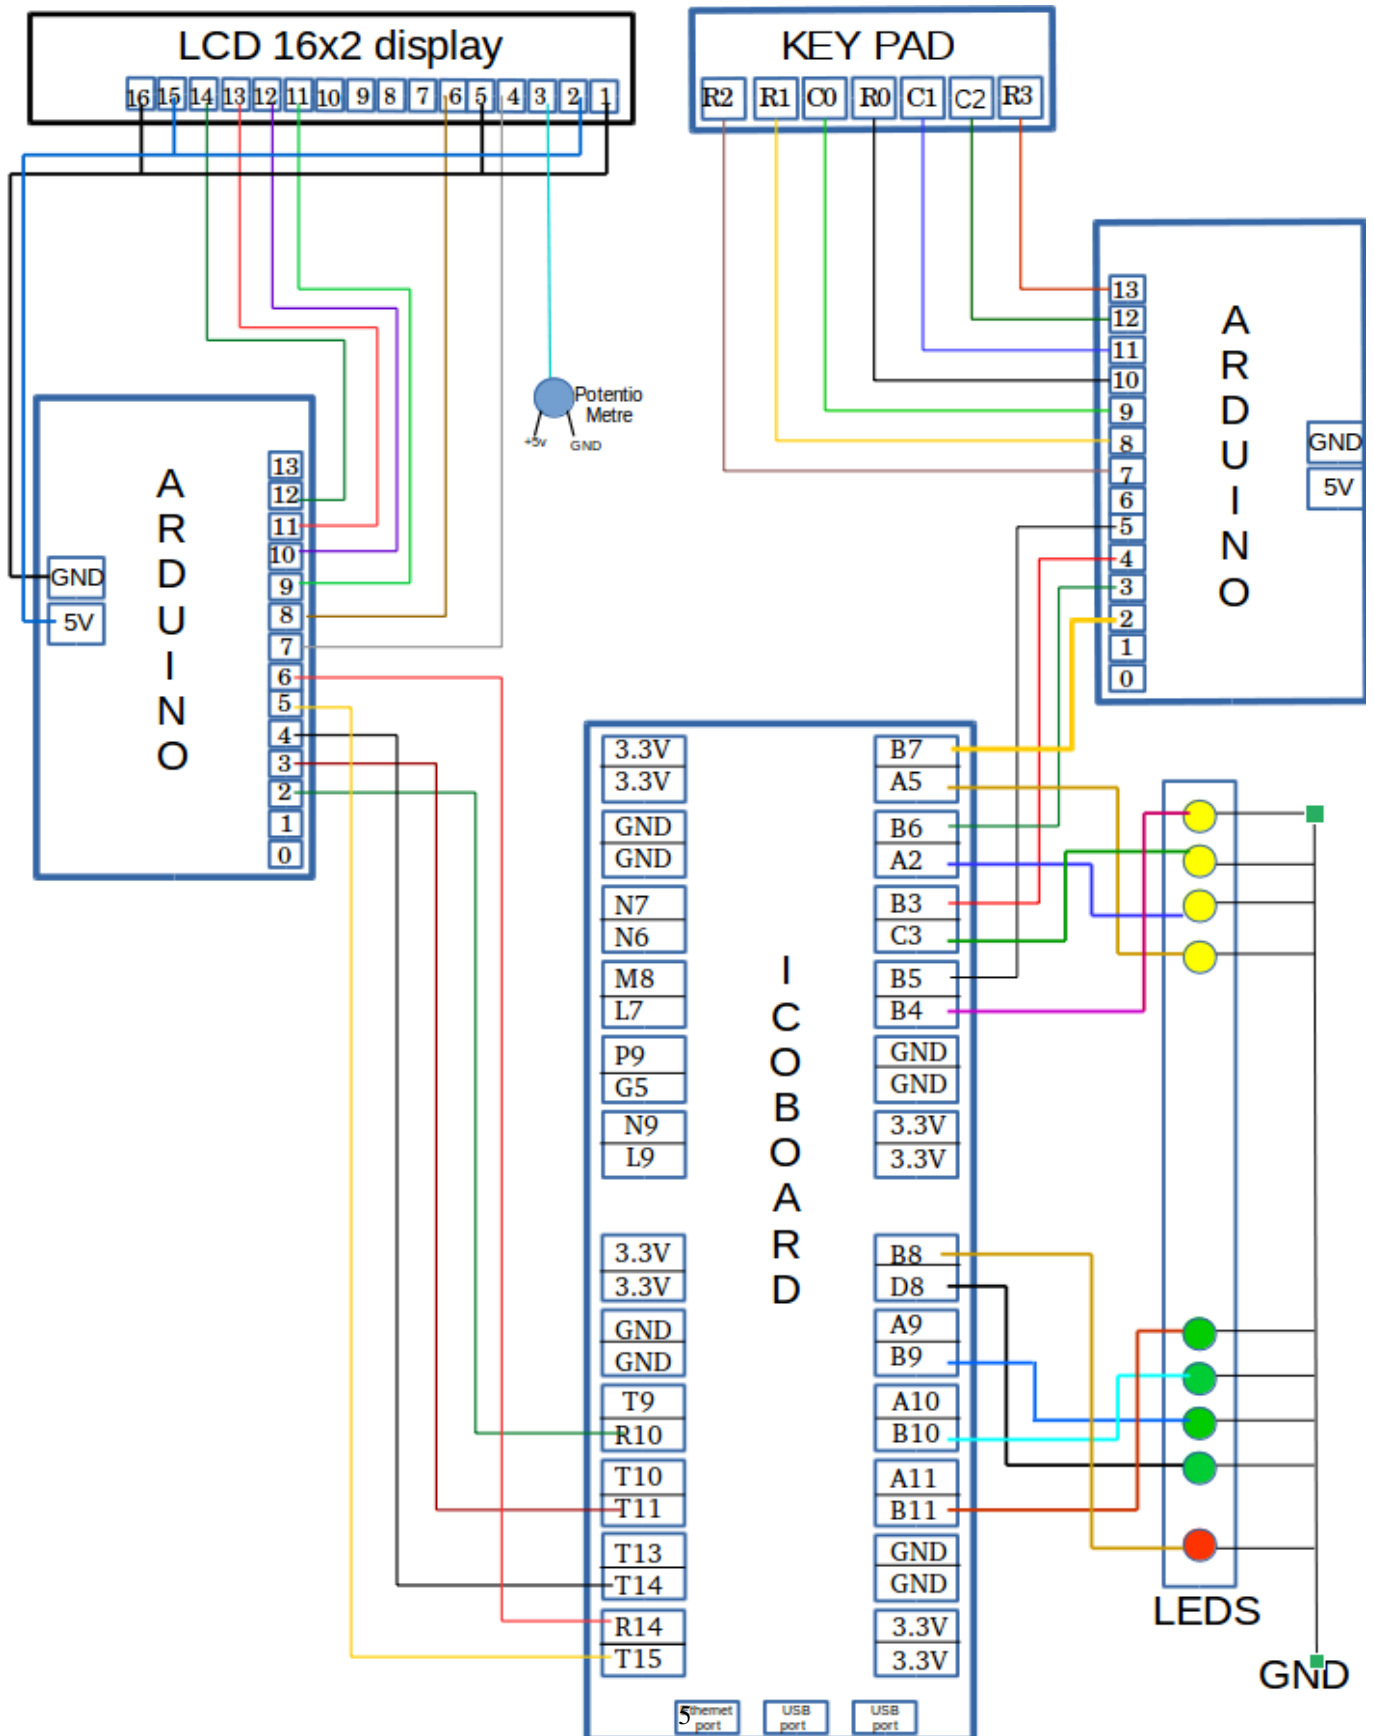 LCD 16x2 display
16 15 14 13 12 11 10 9 8 7 6 5 4 3 2 1
KEY PAD
R2 R1 C0 R0 C1 C2 R3
Potentio
Metre
+5v GND
ARDUINO
GND
5V
13
12
11
10
9
8
7
6
5
4
3
2
1
0
ARDUINO
GND
5V
13
12
11
10
9
8
7
6
5
4
3
2
1
0
ICOBOARD
3.3V
3.3V
GND
GND
N7
N6
M8
L7
P9
G5
N9
L9
3.3V
3.3V
GND
GND
T9
R10
T10
T11
T13
T14
R14
T15
B7
A5
B6
A2
B3
C3
B5
B4
GND
GND
3.3V
3.3V
B8
D8
A9
B9
A10
B10
A11
B11
GND
GND
3.3V
3.3V
LEDS
GND
Ethernet
port
USB
port
USB
port
5